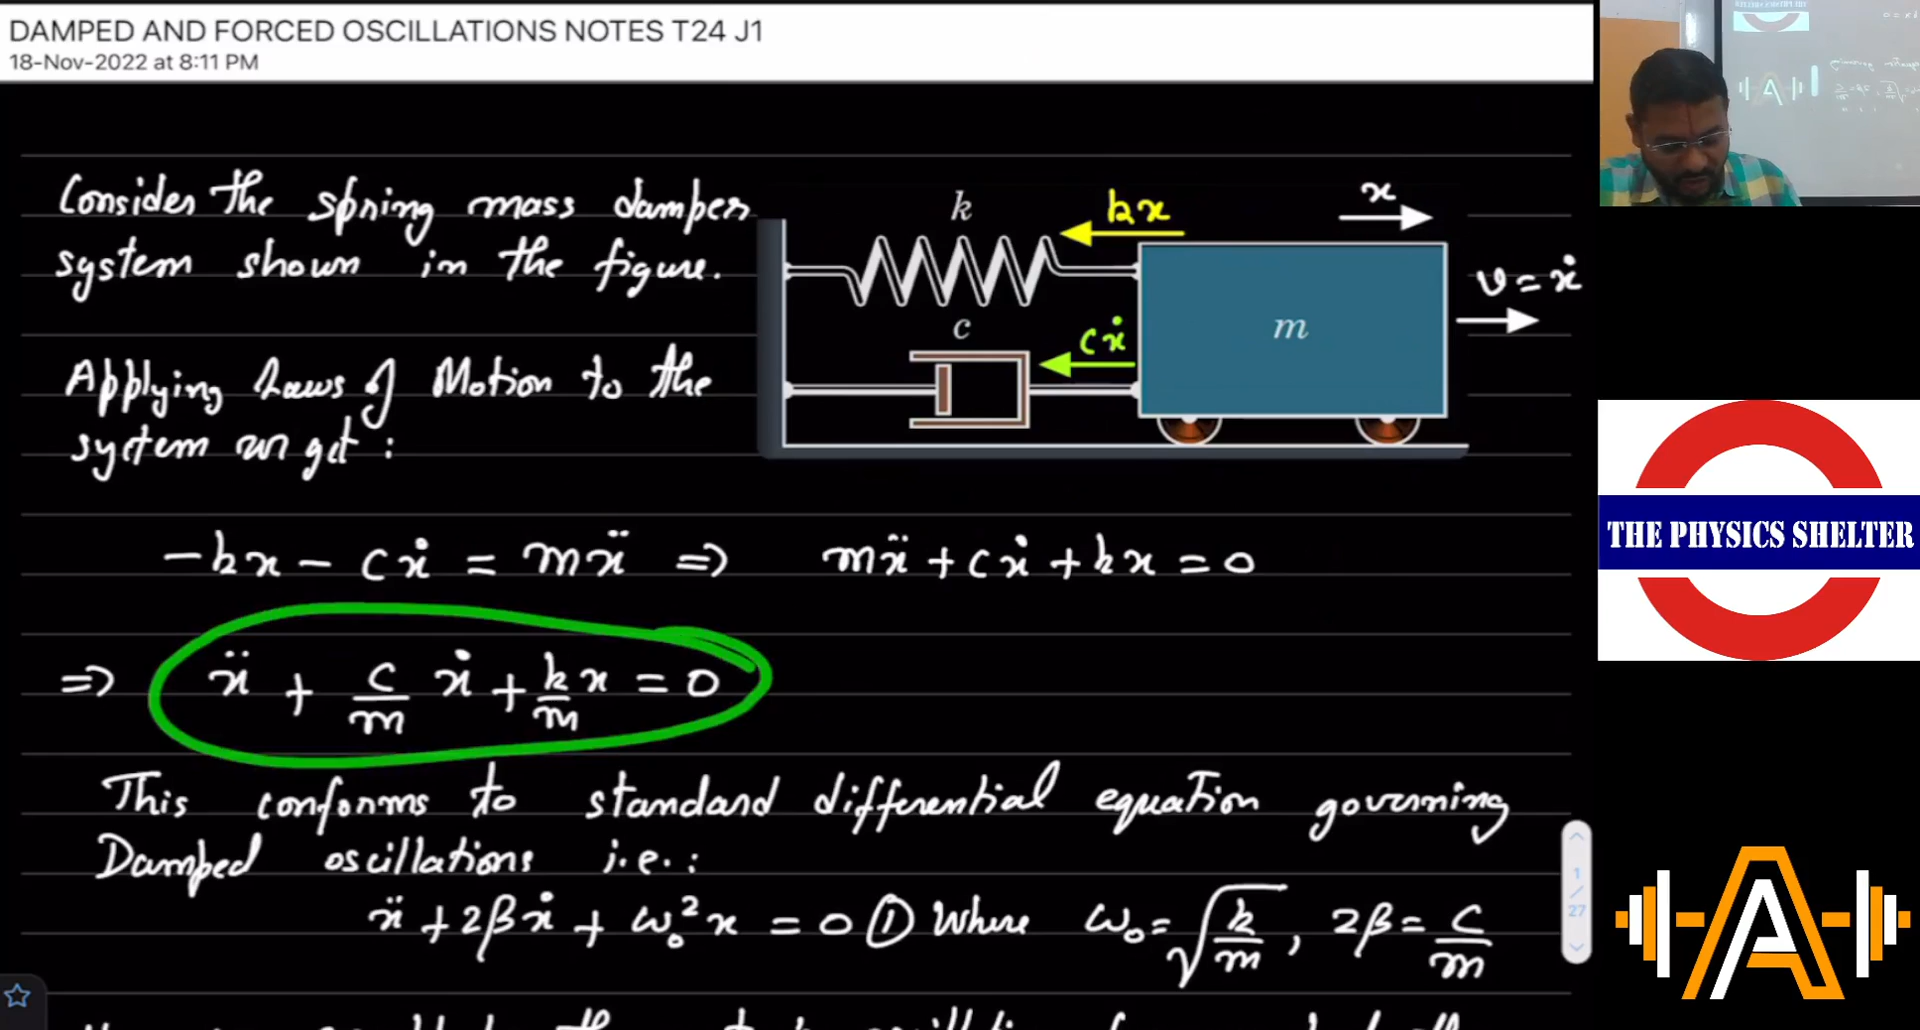 DAMPED AND FORCED OSCILLATIONS NOTES T24 J1
18-Nov-2022 at 8:11 PM
Consider the spring mass damper
system shown in the figure.
k
kx
x
v = ẋ
c
cẋ
m
Applying Laws of Motion to the
system we get :
-kx - cẋ = mẍ => mẍ + cẋ + kx = 0
=> ẍ + c/m ẋ + k/m x = 0
This conforms to standard differential equation governing
Damped oscillations i.e. :
ẍ + 2βẋ + ω₀²x = 0 ① Where ω₀ = √(k/m), 2β = c/m
1
/
27
THE PHYSICS SHELTER
A